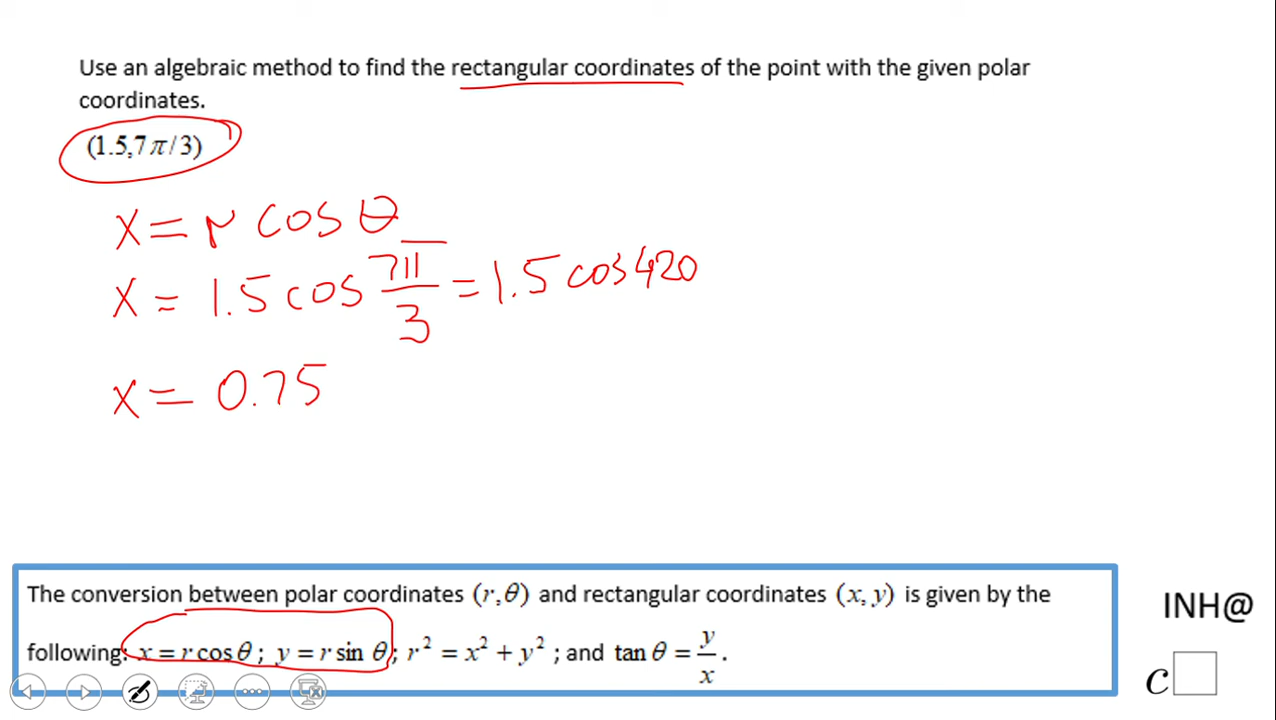 Use an algebraic method to find the rectangular coordinates of the point with the given polar
coordinates.
(1.5,7π/3)
x = r cos θ
x = 1.5 cos 7π/3 = 1.5 cos 420
x = 0.75
The conversion between polar coordinates (r,θ) and rectangular coordinates (x,y) is given by the
following: x = r cos θ ; y = r sin θ ; r² = x² + y² ; and tan θ = y/x .
INH@
c